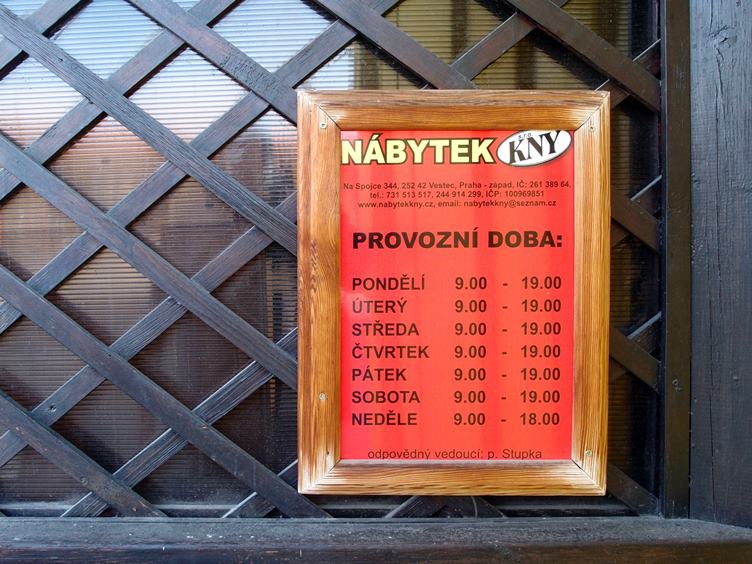 NÁBYTEK s.r.o. KNY
Na Spojce 344, 252 42 Vestec, Praha - západ, IČ: 261 389 64,
tel.: 731 513 517, 244 914 299, IČP: 100969851
www.nabytekkny.cz, email: nabytekkny@seznam.cz
PROVOZNÍ DOBA:
PONDĚLÍ 9.00 - 19.00
ÚTERÝ 9.00 - 19.00
STŘEDA 9.00 - 19.00
ČTVRTEK 9.00 - 19.00
PÁTEK 9.00 - 19.00
SOBOTA 9.00 - 19.00
NEDĚLE 9.00 - 18.00
odpovědný vedoucí: p. Stupka